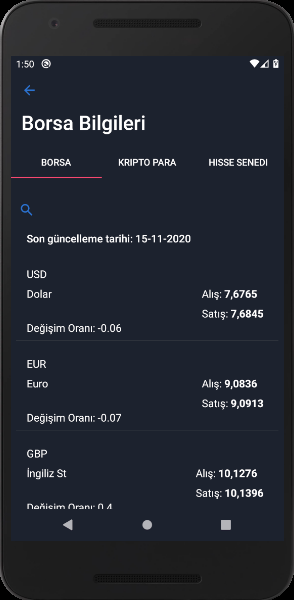 1:50
Borsa Bilgileri
BORSA
KRIPTO PARA
HISSE SENEDI
Son güncelleme tarihi: 15-11-2020
USD
Dolar
Alış: 7,6765
Satış: 7,6845
Değişim Oranı: -0.06
EUR
Euro
Alış: 9,0836
Satış: 9,0913
Değişim Oranı: -0.07
GBP
İngiliz St
Alış: 10,1276
Satış: 10,1396
Değişim Oranı: 0.4